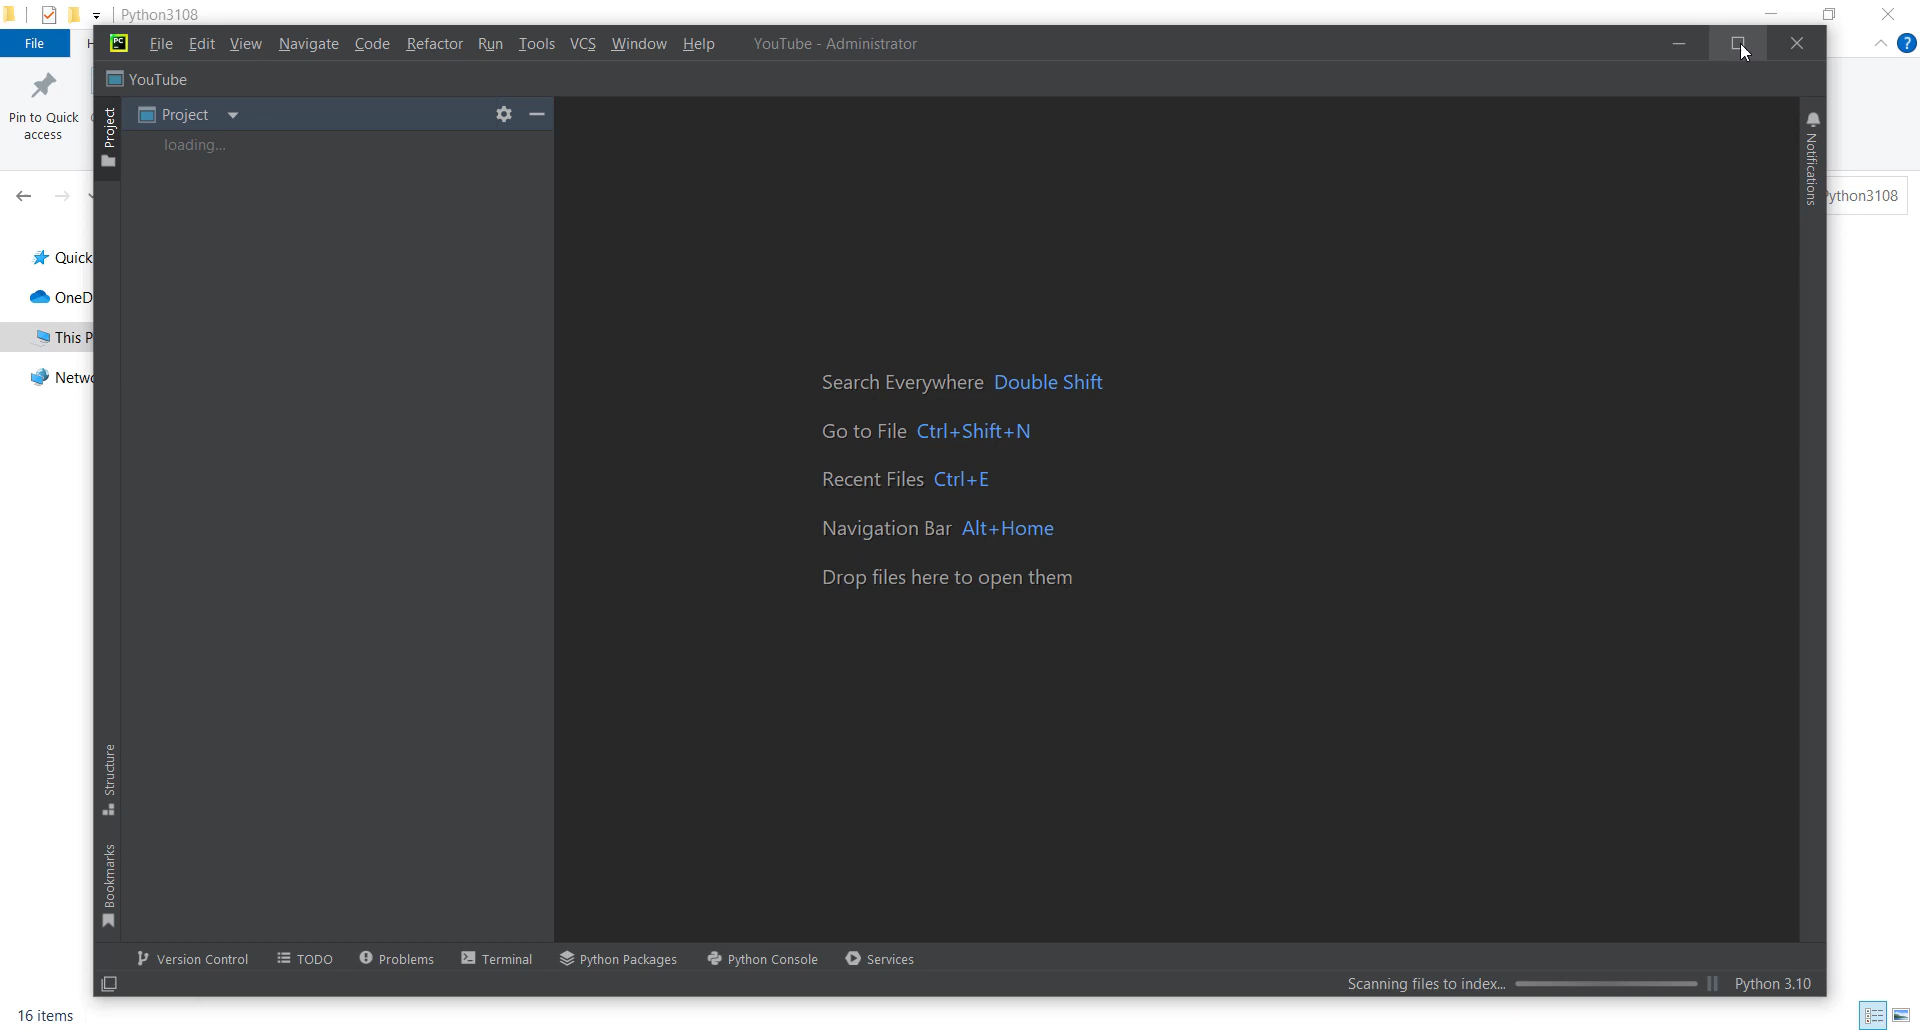 Python3108
File
Pin to Quick
access
Quick
OneD
This P
Netwo
ython3108
16 items
PC
File Edit View Navigate Code Refactor Run Tools VCS Window Help YouTube - Administrator
YouTube
Project
loading...
Project
Structure
Bookmarks
Notifications
Search Everywhere Double Shift
Go to File Ctrl+Shift+N
Recent Files Ctrl+E
Navigation Bar Alt+Home
Drop files here to open them
Version Control TODO Problems Terminal Python Packages Python Console Services
Scanning files to index... Python 3.10